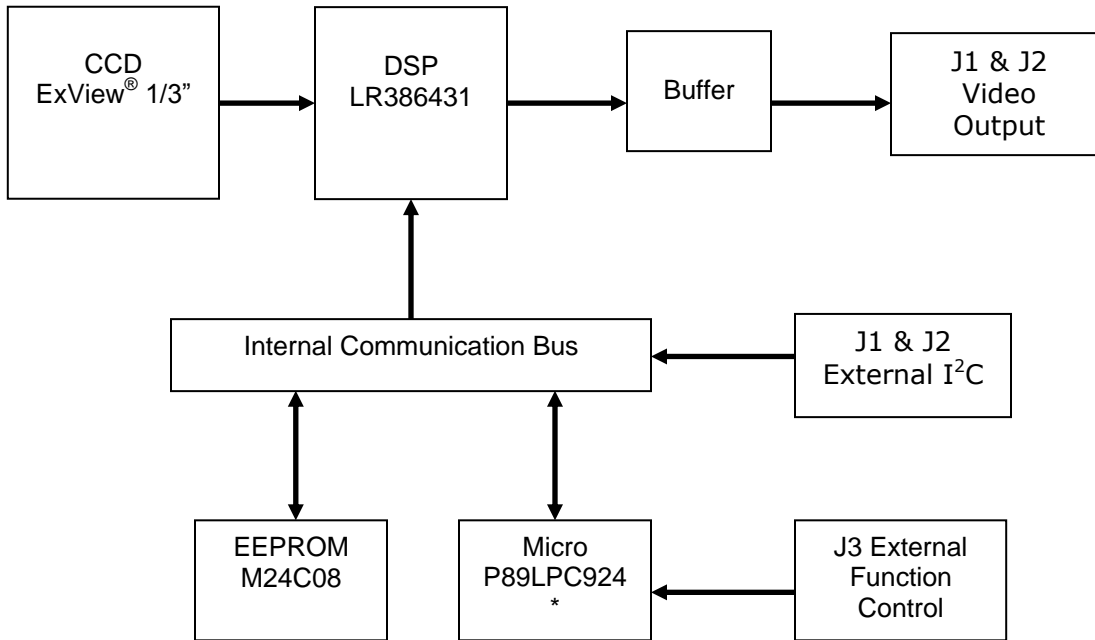 CCD
ExView® 1/3”
DSP
LR386431
Buffer
J1 & J2
Video
Output
Internal Communication Bus
J1 & J2
External I²C
EEPROM
M24C08
Micro
P89LPC924
*
J3 External
Function
Control